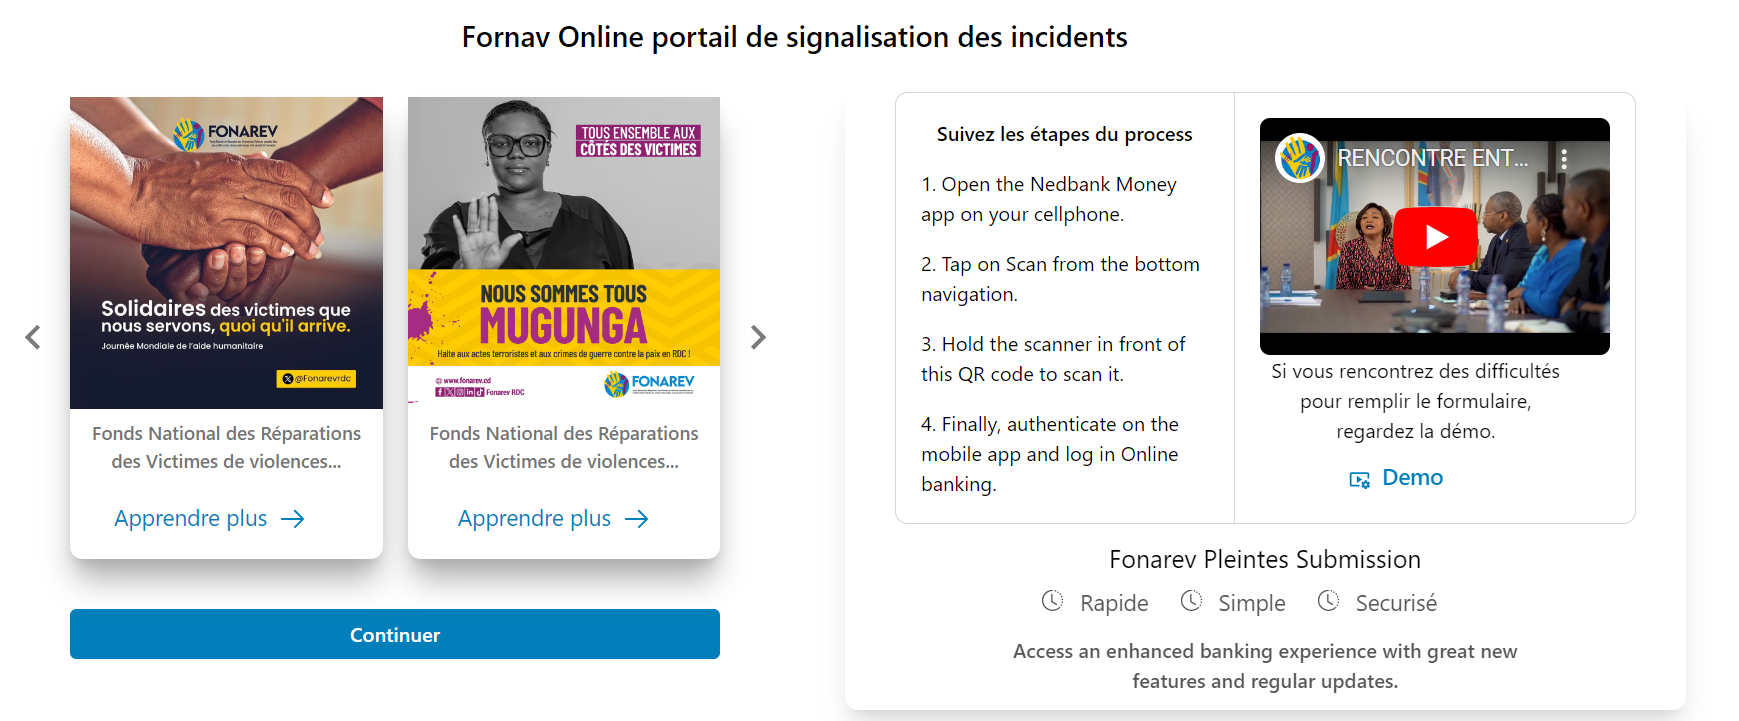 Fornav Online portail de signalisation des incidents
FONAREV
Solidaires des victimes que
nous servons, quoi qu'il arrive.
Journée Mondiale de l'aide humanitaire
@Fonarevrdc
Fonds National des Réparations
des Victimes de violences...
Apprendre plus
TOUS ENSEMBLE AUX
CÔTÉS DES VICTIMES
NOUS SOMMES TOUS
MUGUNGA
Halte aux actes terroristes et aux crimes de guerre contre la paix en RDC !
www.fonarev.cd
Fonarev RDC
FONAREV
Fonds National des Réparations
des Victimes de violences...
Apprendre plus
Continuer
Suivez les étapes du process
1. Open the Nedbank Money
app on your cellphone.
2. Tap on Scan from the bottom
navigation.
3. Hold the scanner in front of
this QR code to scan it.
4. Finally, authenticate on the
mobile app and log in Online
banking.
RENCONTRE ENT...
Si vous rencontrez des difficultés
pour remplir le formulaire,
regardez la démo.
Demo
Fonarev Pleintes Submission
Rapide
Simple
Securisé
Access an enhanced banking experience with great new
features and regular updates.